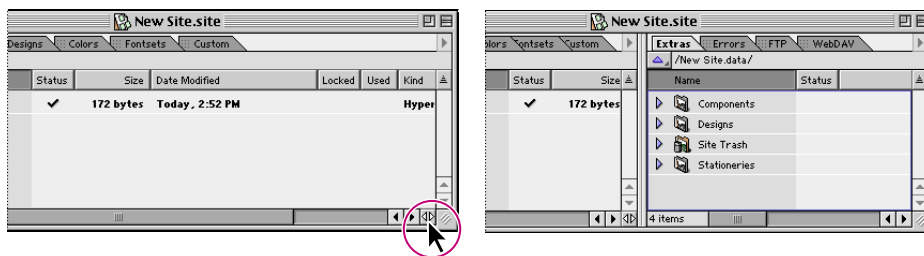 New Site.site
Designs Colors Fontsets Custom
Status Size Date Modified Locked Used Kind
172 bytes Today, 2:52 PM Hyper
New Site.site
olors Fontsets Custom
Extras Errors FTP WebDAV
/New Site.data/
Status Size
Name Status
172 bytes
Components
Designs
Site Trash
Stationeries
4 items